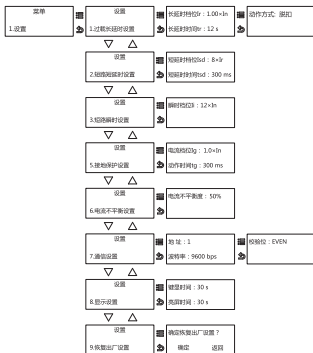 菜单
1.设置
设置
1.过载长延时设置
长延时档位Ir：1.00×In
长延时时间tr：12 s
动作方式: 脱扣
设置
2.短路短延时设置
短延时档位Isd：8×Ir
短延时时间tsd：300 ms
设置
3.短路瞬时设置
瞬时档位Ii：12×In
设置
5.接地保护设置
电流档位Ig：1.0×In
动作时间tg：300 ms
设置
6.电流不平衡设置
电流不平衡度：50%
设置
7.通信设置
地 址：1
波特率：9600 bps
校验位：EVEN
设置
8.显示设置
键显时间：30 s
亮屏时间：30 s
设置
9.恢复出厂设置
确定恢复出厂设置？
确定 返回